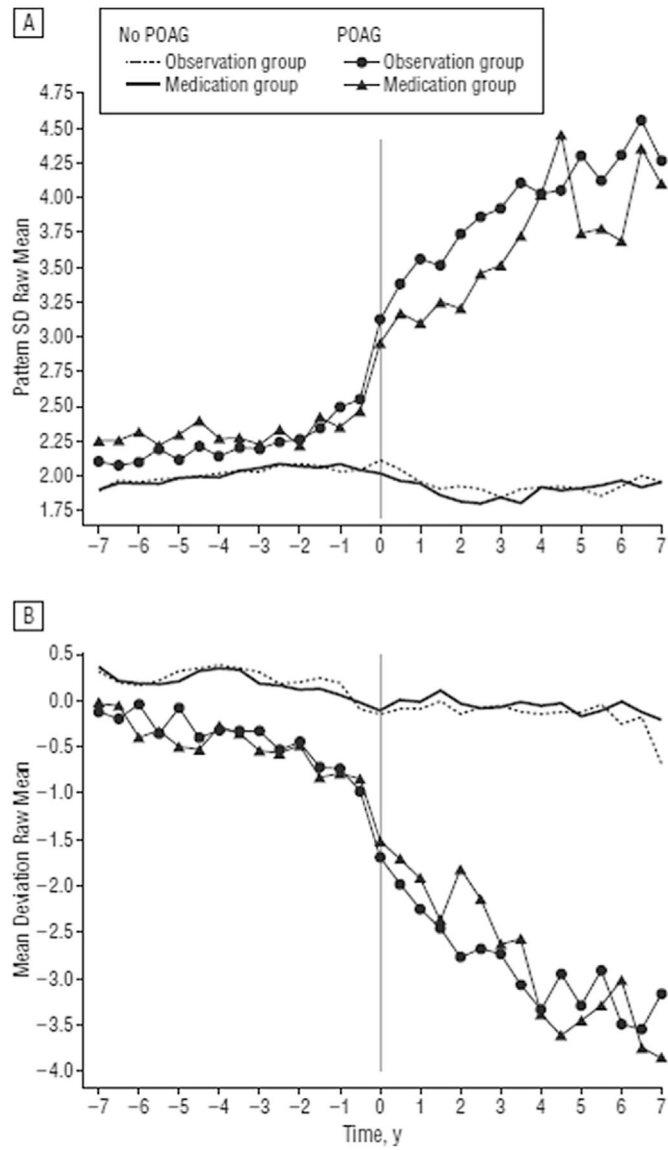 A
No POAG POAG
Observation group Observation group
Medication group Medication group
4.75
4.50
4.25
4.00
3.75
3.50
3.25
3.00
2.75
2.50
2.25
2.00
1.75
Pattern SD Raw Mean
−7 −6 −5 −4 −3 −2 −1 0 1 2 3 4 5 6 7
B
0.5
0.0
−0.5
−1.0
−1.5
−2.0
−2.5
−3.0
−3.5
−4.0
Mean Deviation Raw Mean
−7 −6 −5 −4 −3 −2 −1 0 1 2 3 4 5 6 7
Time, y